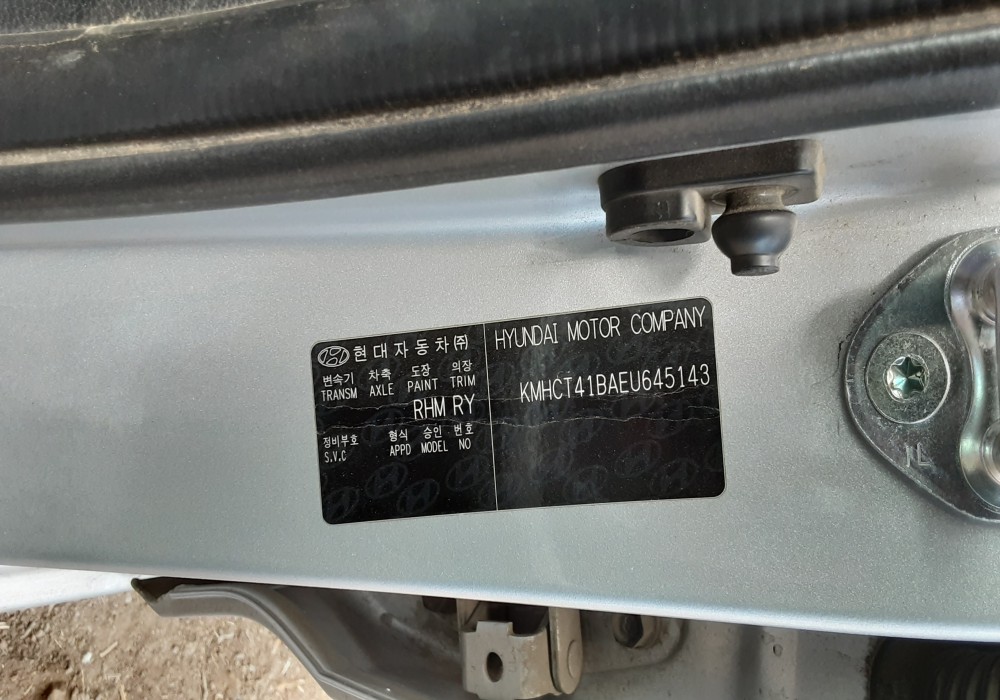 현대자동차㈜
변속기 차축 도장 의장
TRANSM AXLE PAINT TRIM
RHM RY
정비부호 형식 승인 번호
S.V.C APPD MODEL NO
HYUNDAI MOTOR COMPANY
KMHCT41BAEU645143
JL